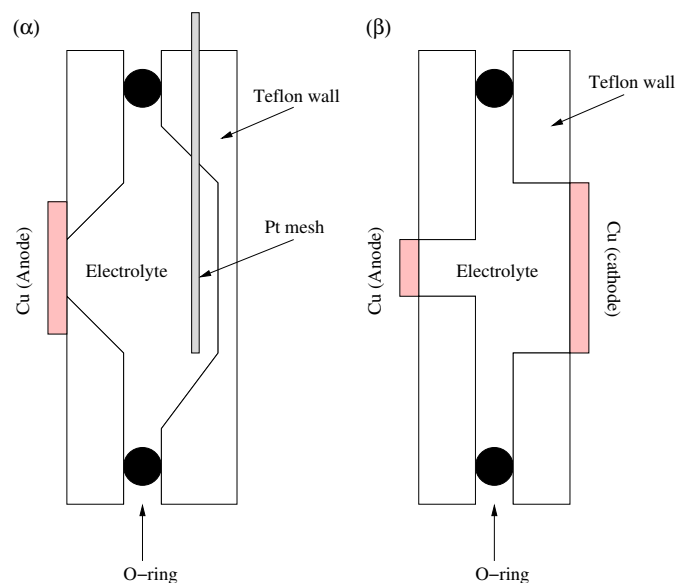 (α)
Teflon wall
Pt mesh
Cu (Anode)
Electrolyte
O−ring
(β)
Teflon wall
Cu (Anode)
Electrolyte
Cu (cathode)
O−ring